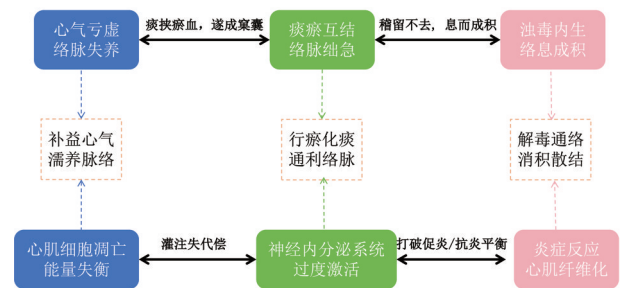 心气亏虚
络脉失养
痰挟瘀血，遂成窠囊
痰瘀互结
络脉绌急
稽留不去, 息而成积
浊毒内生
络息成积
补益心气
濡养脉络
行瘀化痰
通利络脉
解毒通络
消积散结
心肌细胞凋亡
能量失衡
灌注失代偿
神经内分泌系统
过度激活
打破促炎/抗炎平衡
炎症反应
心肌纤维化